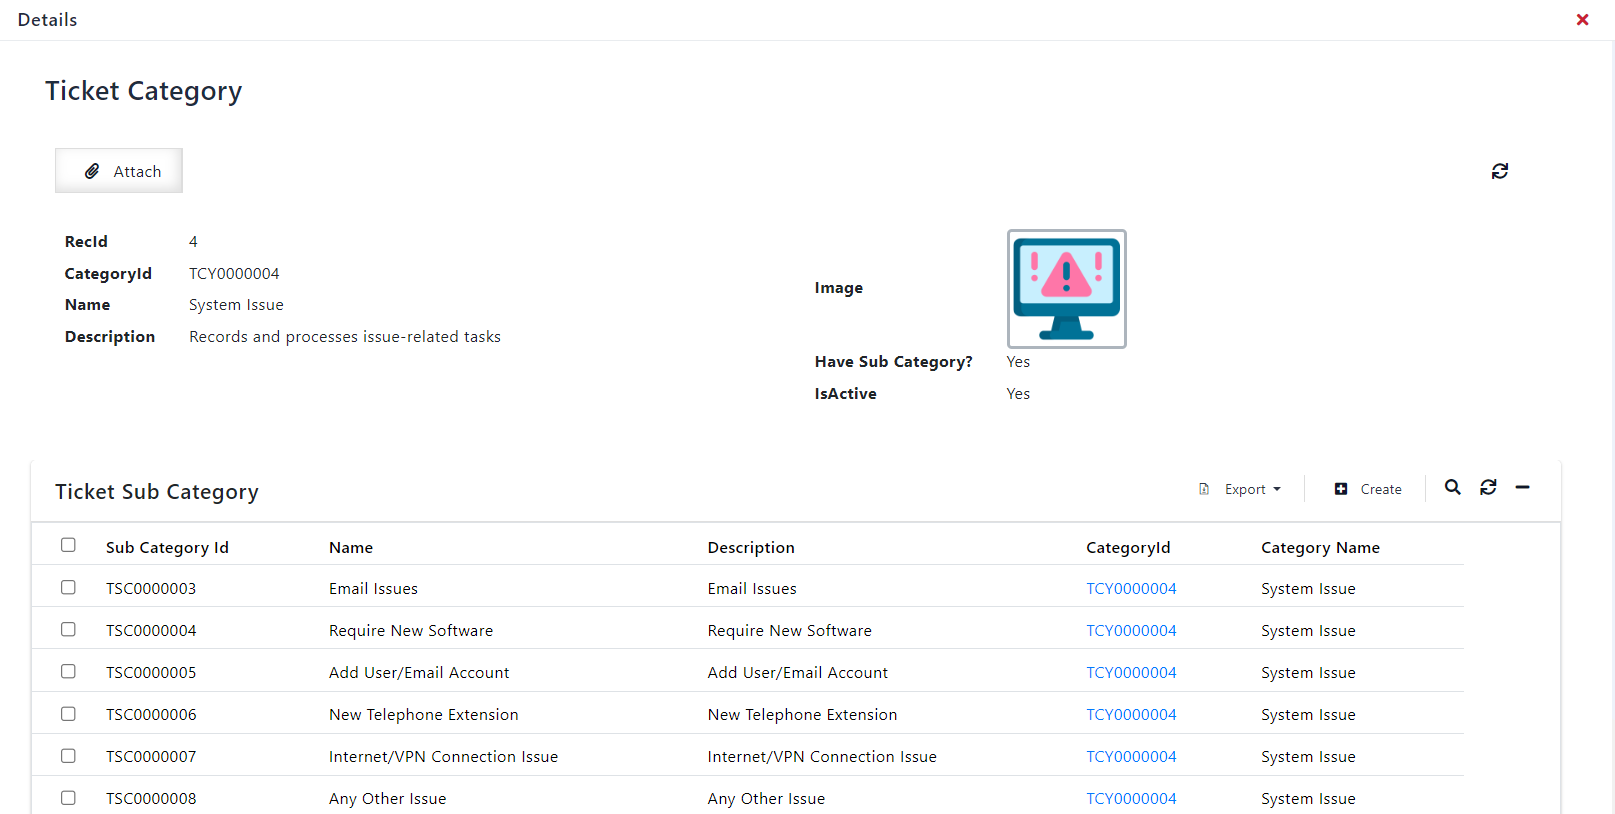 Details
Ticket Category
Attach
RecId 4
CategoryId TCY0000004
Name System Issue
Description Records and processes issue-related tasks
Image
Have Sub Category? Yes
IsActive Yes
Ticket Sub Category Export Create
Sub Category Id Name Description CategoryId Category Name
TSC0000003 Email Issues Email Issues TCY0000004 System Issue
TSC0000004 Require New Software Require New Software TCY0000004 System Issue
TSC0000005 Add User/Email Account Add User/Email Account TCY0000004 System Issue
TSC0000006 New Telephone Extension New Telephone Extension TCY0000004 System Issue
TSC0000007 Internet/VPN Connection Issue Internet/VPN Connection Issue TCY0000004 System Issue
TSC0000008 Any Other Issue Any Other Issue TCY0000004 System Issue